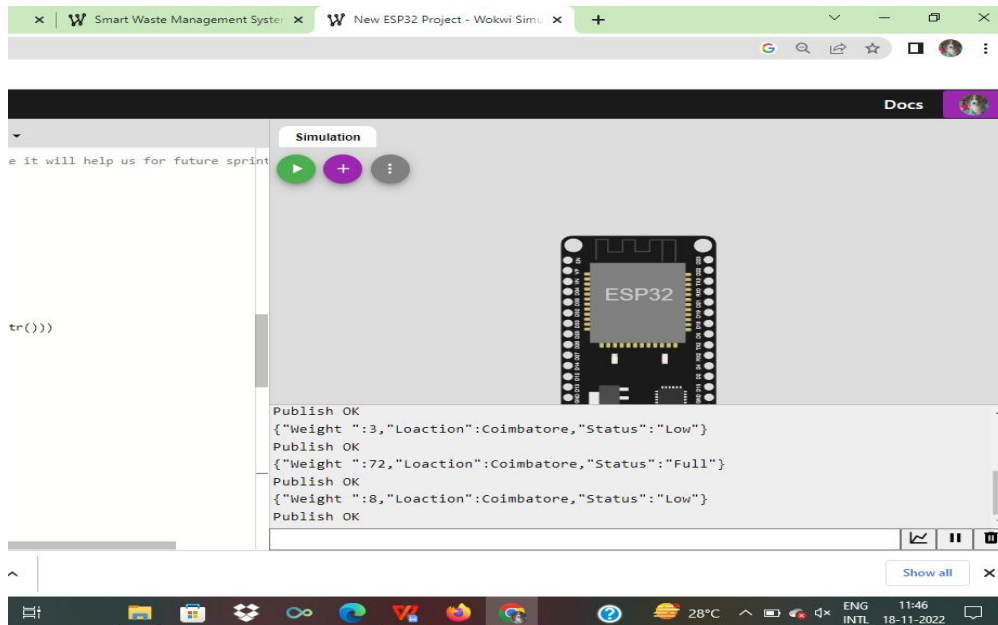 Smart Waste Management Syster
New ESP32 Project - Wokwi Simu
Docs
Simulation
e it will help us for future sprint
ESP32
tr()))
Publish OK
{"Weight ":3,"Loaction":Coimbatore,"Status":"Low"}
Publish OK
{"Weight ":72,"Loaction":Coimbatore,"Status":"Full"}
Publish OK
{"Weight ":8,"Loaction":Coimbatore,"Status":"Low"}
Publish OK
Show all
28°C
ENG
INTL
11:46
18-11-2022